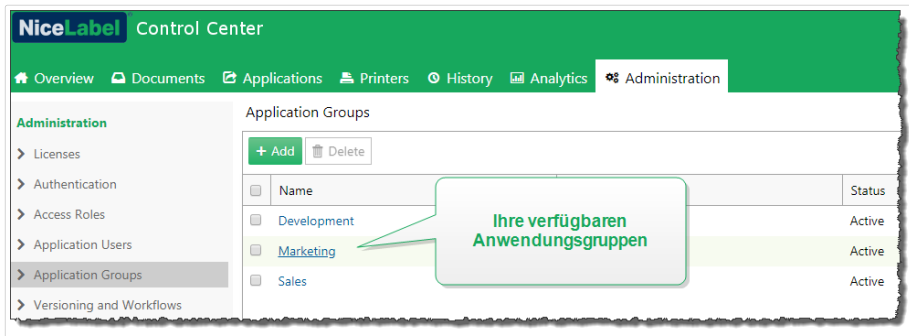 NiceLabel Control Center
Overview Documents Applications Printers History Analytics Administration
Administration
Licenses
Authentication
Access Roles
Application Users
Application Groups
Versioning and Workflows
Application Groups
+ Add Delete
Name Status
Development Active
Marketing Active
Sales Active
Ihre verfügbaren
Anwendungsgruppen